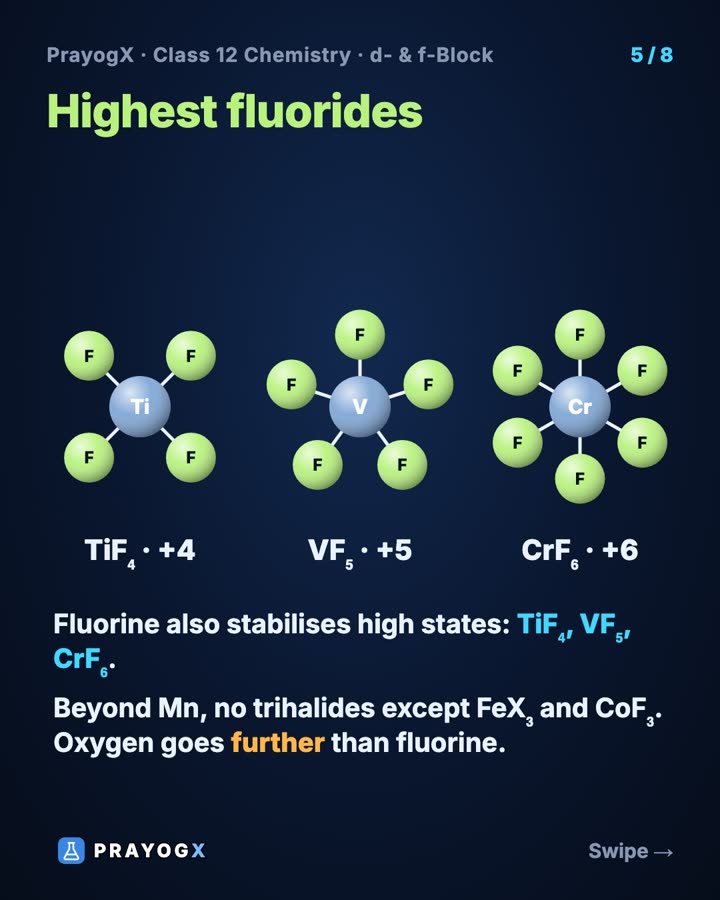 PrayogX · Class 12 Chemistry · d- & f-Block
5 / 8
Highest fluorides
F F
Ti
F F
F
F F
V
F F
F
F F
Cr
F F
F
TiF₄ · +4
VF₅ · +5
CrF₆ · +6
Fluorine also stabilises high states: TiF₄, VF₅,
CrF₆.
Beyond Mn, no trihalides except FeX₃ and CoF₃.
Oxygen goes further than fluorine.
PRAYOGX
Swipe →